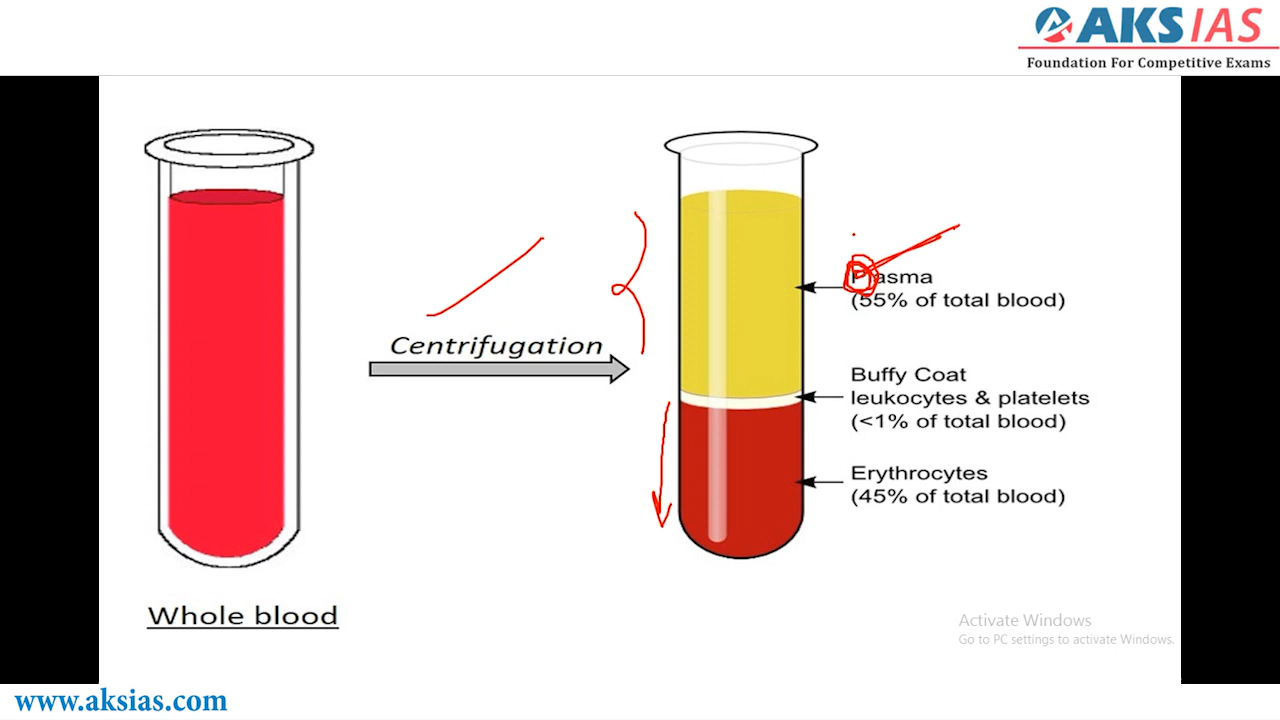 AKS IAS
Foundation For Competitive Exams
Plasma
(55% of total blood)
Centrifugation
Buffy Coat
leukocytes & platelets
(<1% of total blood)
Erythrocytes
(45% of total blood)
Whole blood
Activate Windows
Go to PC settings to activate Windows.
www.aksias.com